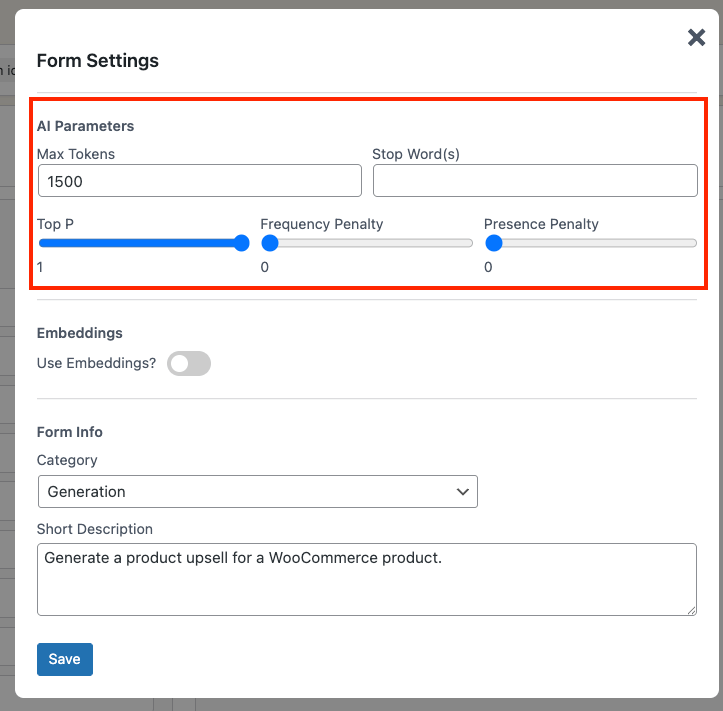 Form Settings
AI Parameters
Max Tokens
Stop Word(s)
1500
Top P
Frequency Penalty
Presence Penalty
1
0
0
Embeddings
Use Embeddings?
Form Info
Category
Generation
Short Description
Generate a product upsell for a WooCommerce product.
Save